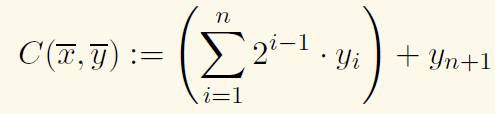 C(x̅, y̅) := (∑_{i=1}^{n} 2^{i−1} · y_i) + y_{n+1}